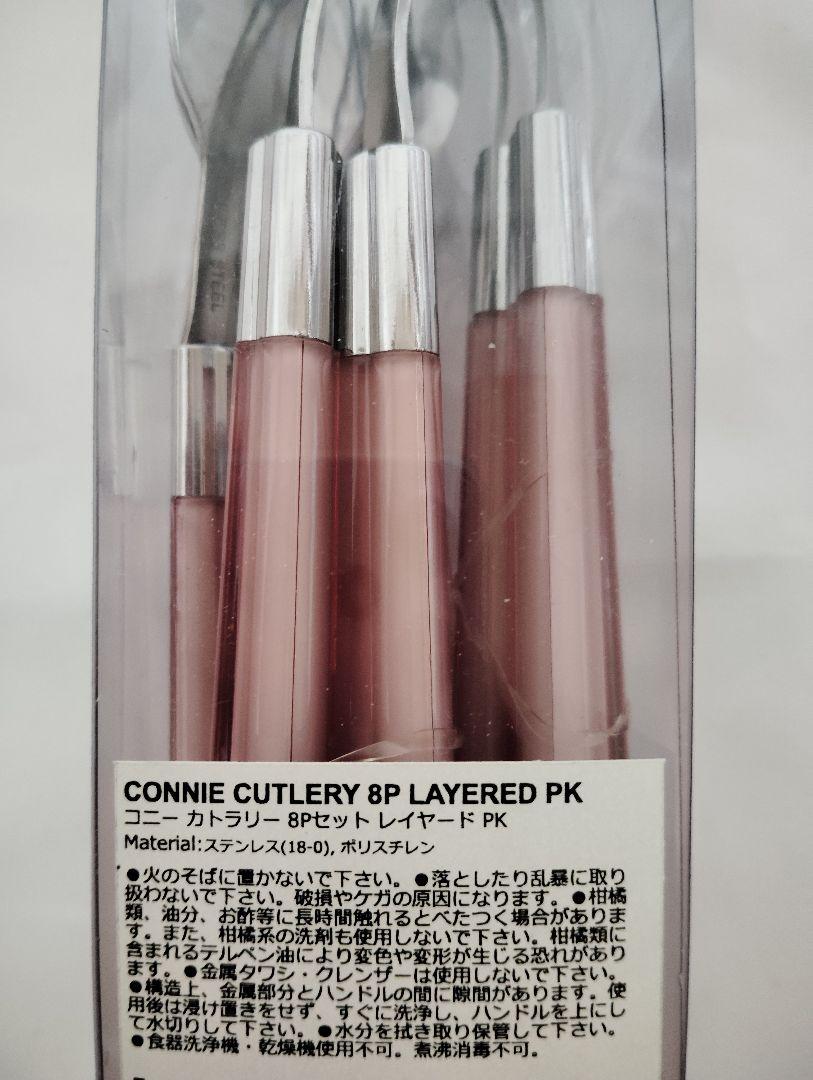 STEEL
CONNIE CUTLERY 8P LAYERED PK
コニー カトラリー 8Pセット レイヤード PK
Material:ステンレス(18-0), ポリスチレン
●火のそばに置かないで下さい。●落としたり乱暴に取り
扱わないで下さい。破損やケガの原因になります。●柑橘
類、油分、お酢等に長時間触れるとべたつく場合がありま
す。また、柑橘系の洗剤も使用しないで下さい。柑橘類に
含まれるテルペン油により変色や変形が生じる恐れがあり
ます。●金属タワシ・クレンザーは使用しないで下さい。
●構造上、金属部分とハンドルの間に隙間があります。使
用後は浸け置きをせず、すぐに洗浄し、ハンドルを上にし
て水切りして下さい。●水分を拭き取り保管して下さい。
●食器洗浄機・乾燥機使用不可。煮沸消毒不可。